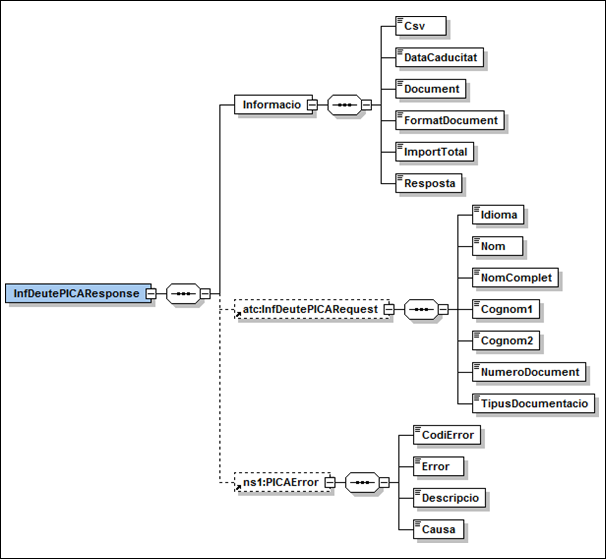 InfDeutePICAResponse
Informacio
Csv
DataCaducitat
Document
FormatDocument
ImportTotal
Resposta
atc:InfDeutePICARequest
Idioma
Nom
NomComplet
Cognom1
Cognom2
NumeroDocument
TipusDocumentacio
ns1:PICAError
CodiError
Error
Descripcio
Causa